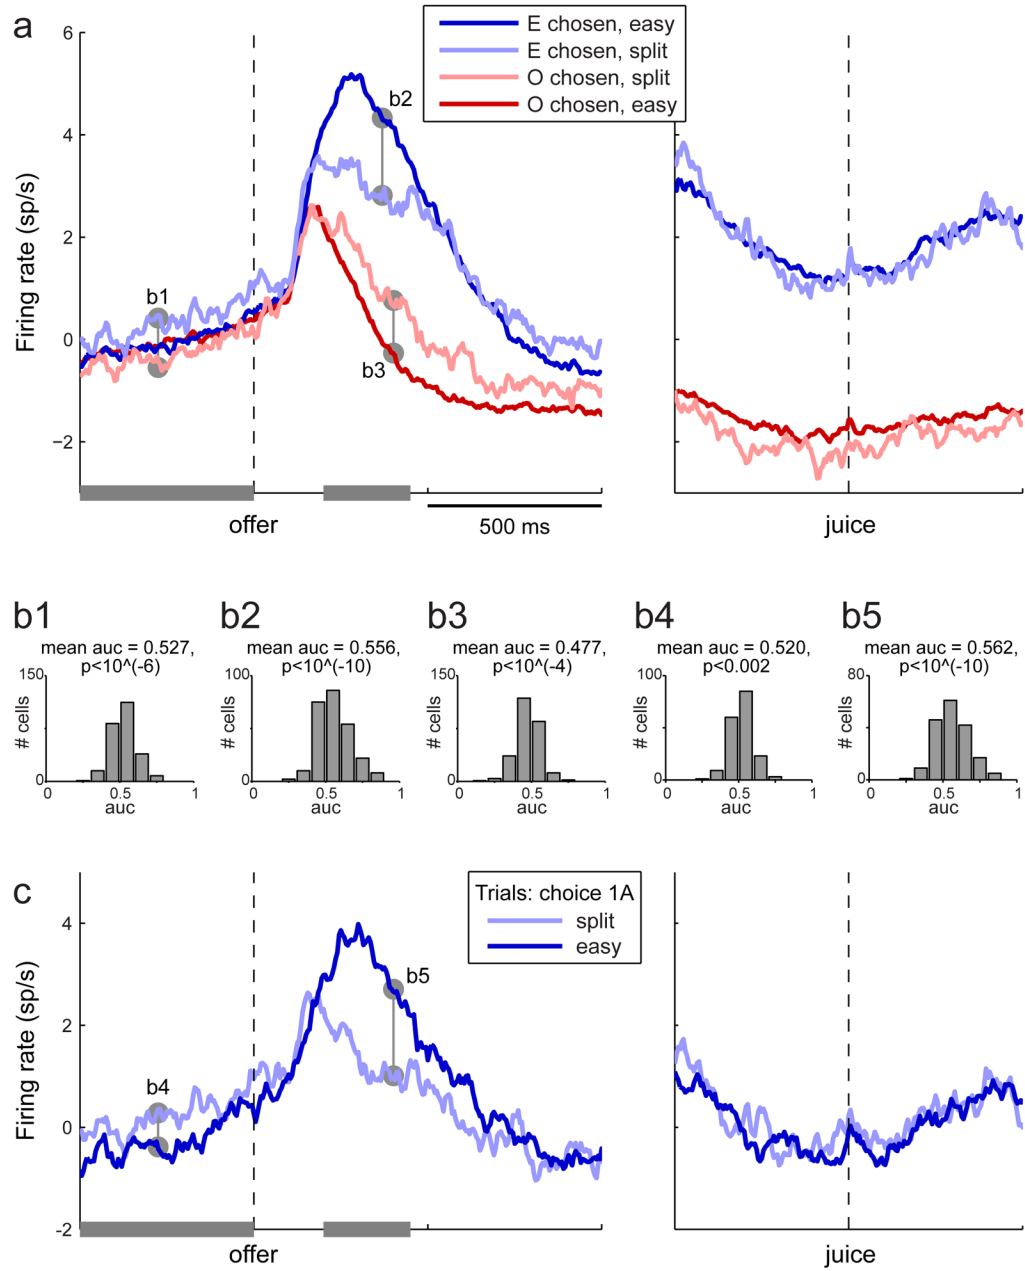 a
E chosen, easy
E chosen, split
O chosen, split
O chosen, easy
Firing rate (sp/s)
6
4
2
0
−2
b1
b2
b3
offer
500 ms
juice
b1
mean auc = 0.527,
p<10^(-6)
150
0
# cells
0 0.5 1
auc
b2
mean auc = 0.556,
p<10^(-10)
100
0
# cells
0 0.5 1
auc
b3
mean auc = 0.477,
p<10^(-4)
150
0
# cells
0 0.5 1
auc
b4
mean auc = 0.520,
p<0.002
100
0
# cells
0 0.5 1
auc
b5
mean auc = 0.562,
p<10^(-10)
80
0
# cells
0 0.5 1
auc
c
Trials: choice 1A
split
easy
Firing rate (sp/s)
4
2
0
-2
b4
b5
offer
juice